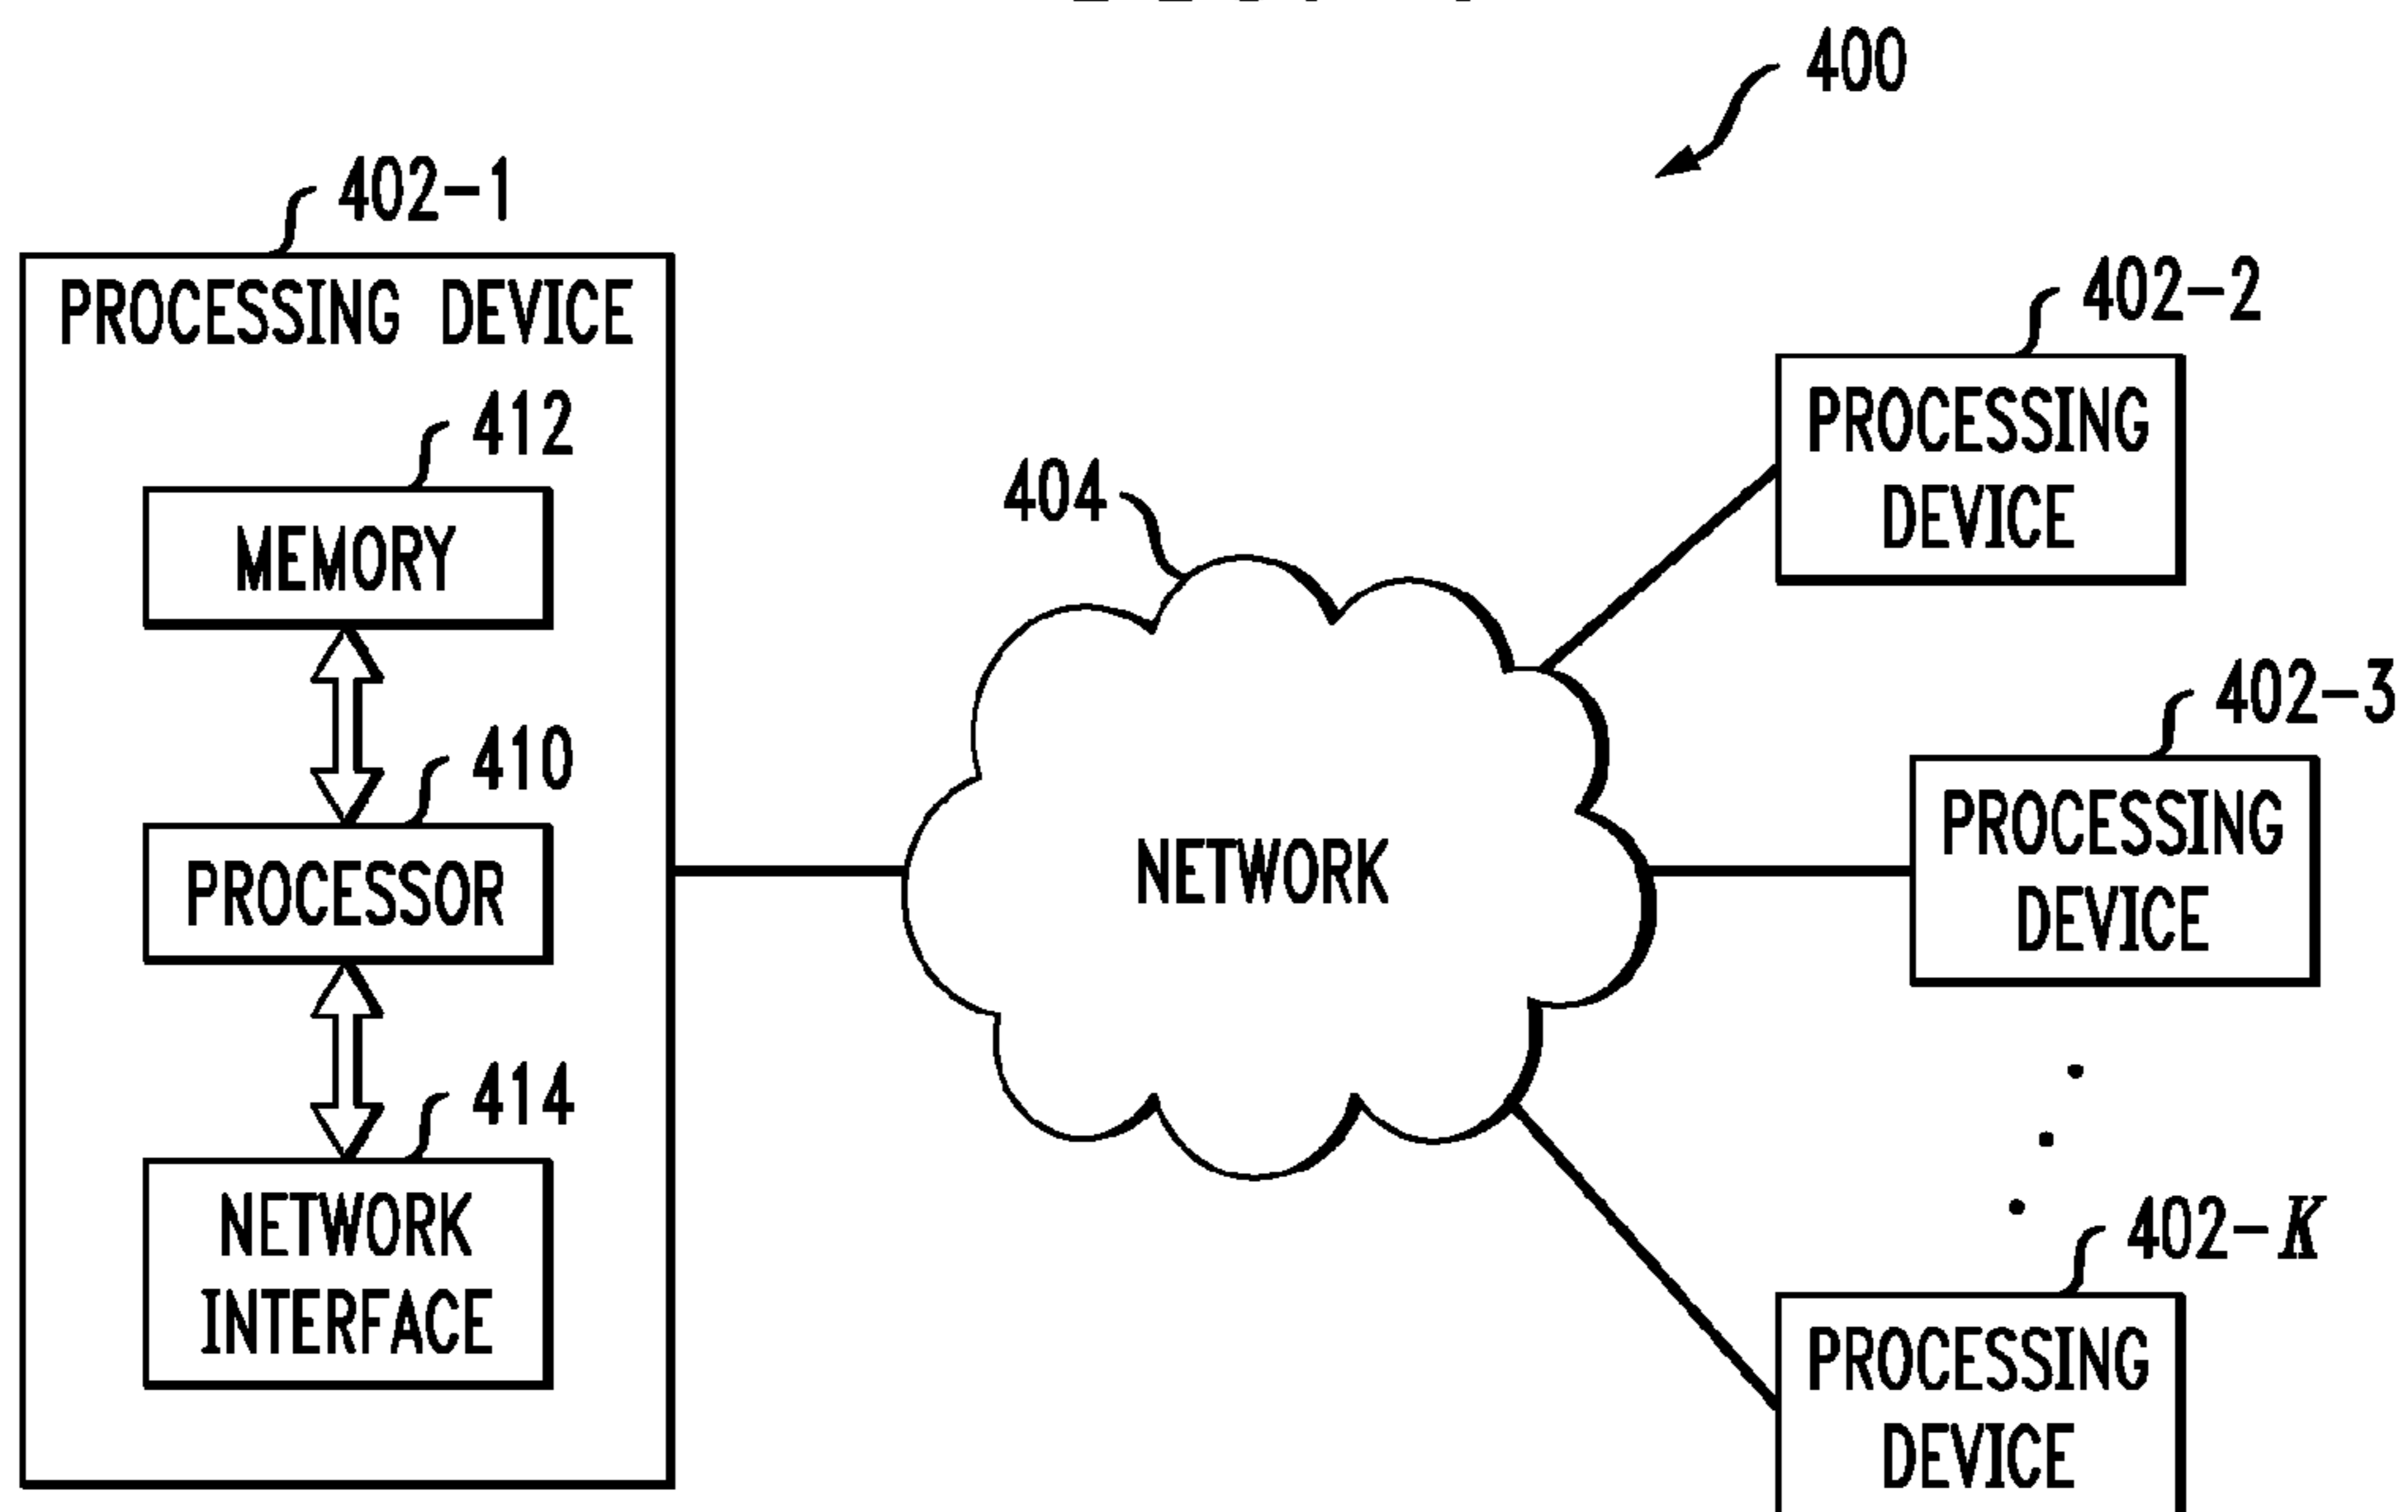 400
402-1
PROCESSING DEVICE
412
MEMORY
410
PROCESSOR
414
NETWORK
INTERFACE
404
NETWORK
402-2
PROCESSING
DEVICE
402-3
PROCESSING
DEVICE
402-K
PROCESSING
DEVICE